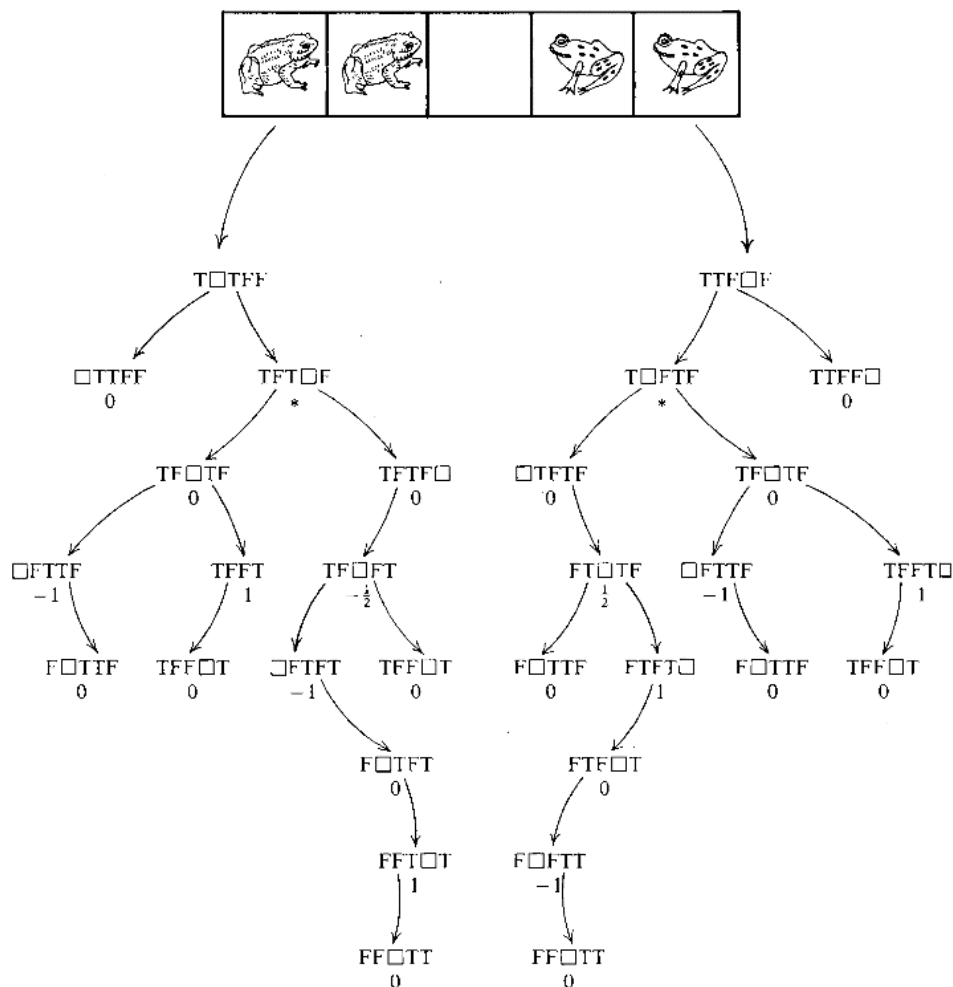 T□TFF TTF□F
□TTFF TFT□F T□FTF TTFF□
0 * * 0
TF□TF TFTF□ □TFTF TF□TF
0 0 0 0
□FTTF TFFT TF□FT FT□TF □FTTF TFFT□
-1 1 -½ ½ -1 1
F□TTF TFF□T □FTFT TFF□T F□TTF FTFT□ F□TTF TFF□T
0 0 -1 0 0 1 0 0
F□TFT FTF□T
0 0
FFT□T F□FTT
1 -1
FF□TT FF□TT
0 0